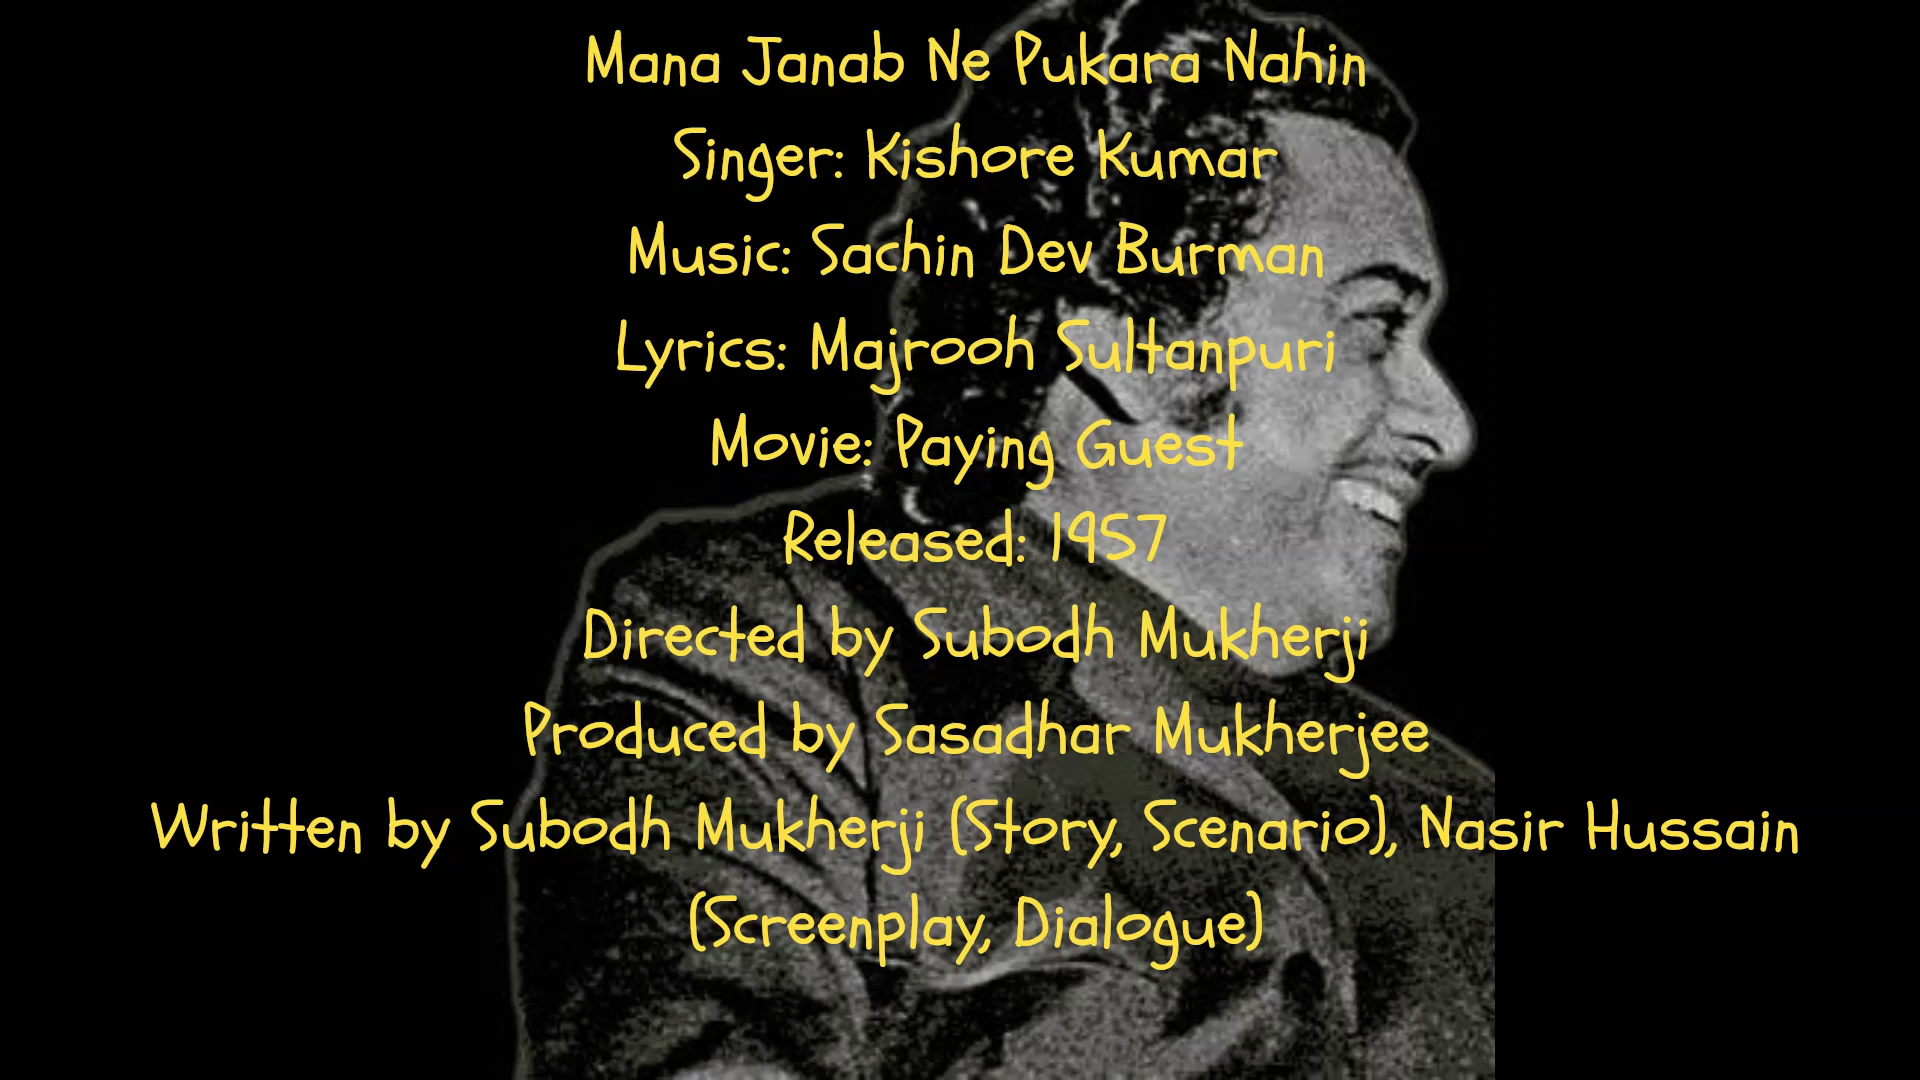 Mana Janab Ne Pukara Nahin
Singer: Kishore Kumar
Music: Sachin Dev Burman
Lyrics: Majrooh Sultanpuri
Movie: Paying Guest
Released: 1957
Directed by Subodh Mukherji
Produced by Sasadhar Mukherjee
Written by Subodh Mukherji (Story, Scenario), Nasir Hussain
(Screenplay, Dialogue)